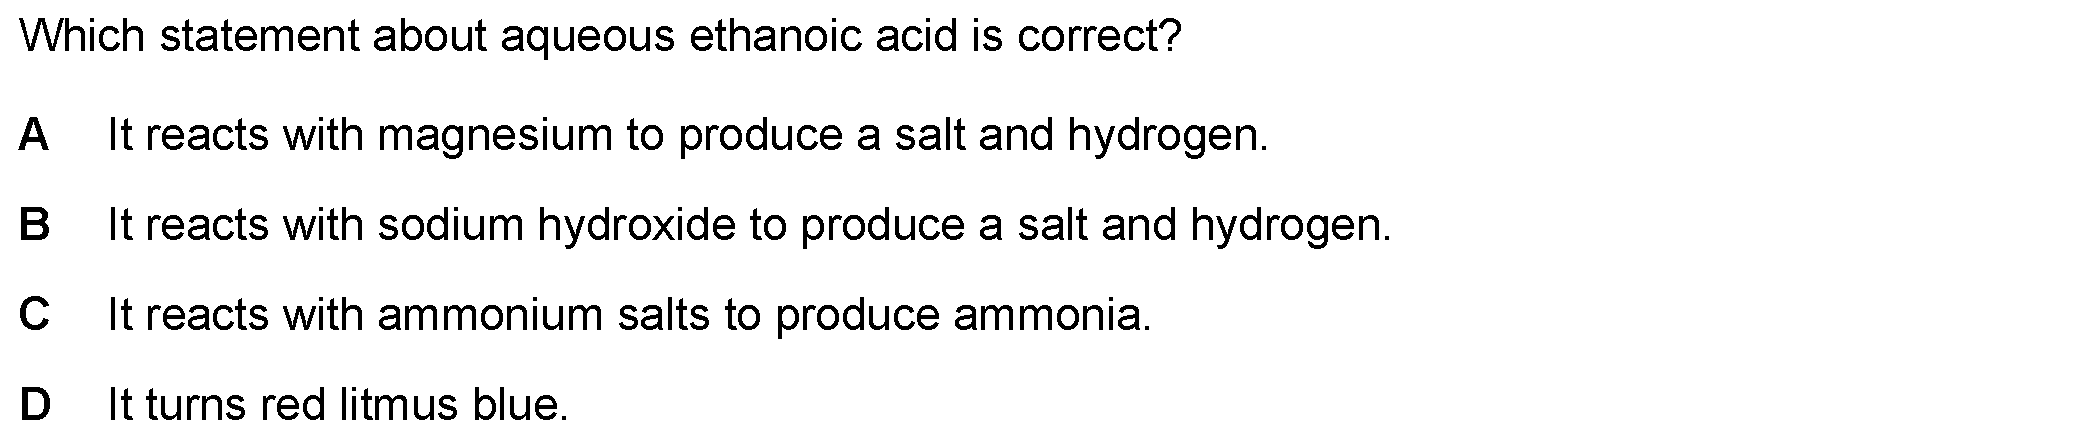 Which statement about aqueous ethanoic acid is correct?
A It reacts with magnesium to produce a salt and hydrogen.
B It reacts with sodium hydroxide to produce a salt and hydrogen.
C It reacts with ammonium salts to produce ammonia.
D It turns red litmus blue.